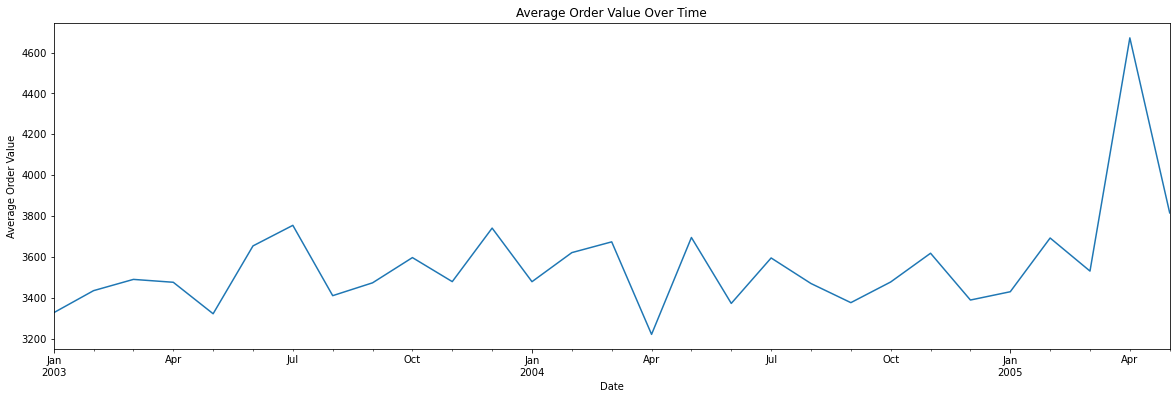 Average Order Value Over Time
Average Order Value
4600
4400
4200
4000
3800
3600
3400
3200
Jan Apr Jul Oct Jan Apr Jul Oct Jan Apr
2003 2004 2005
Date